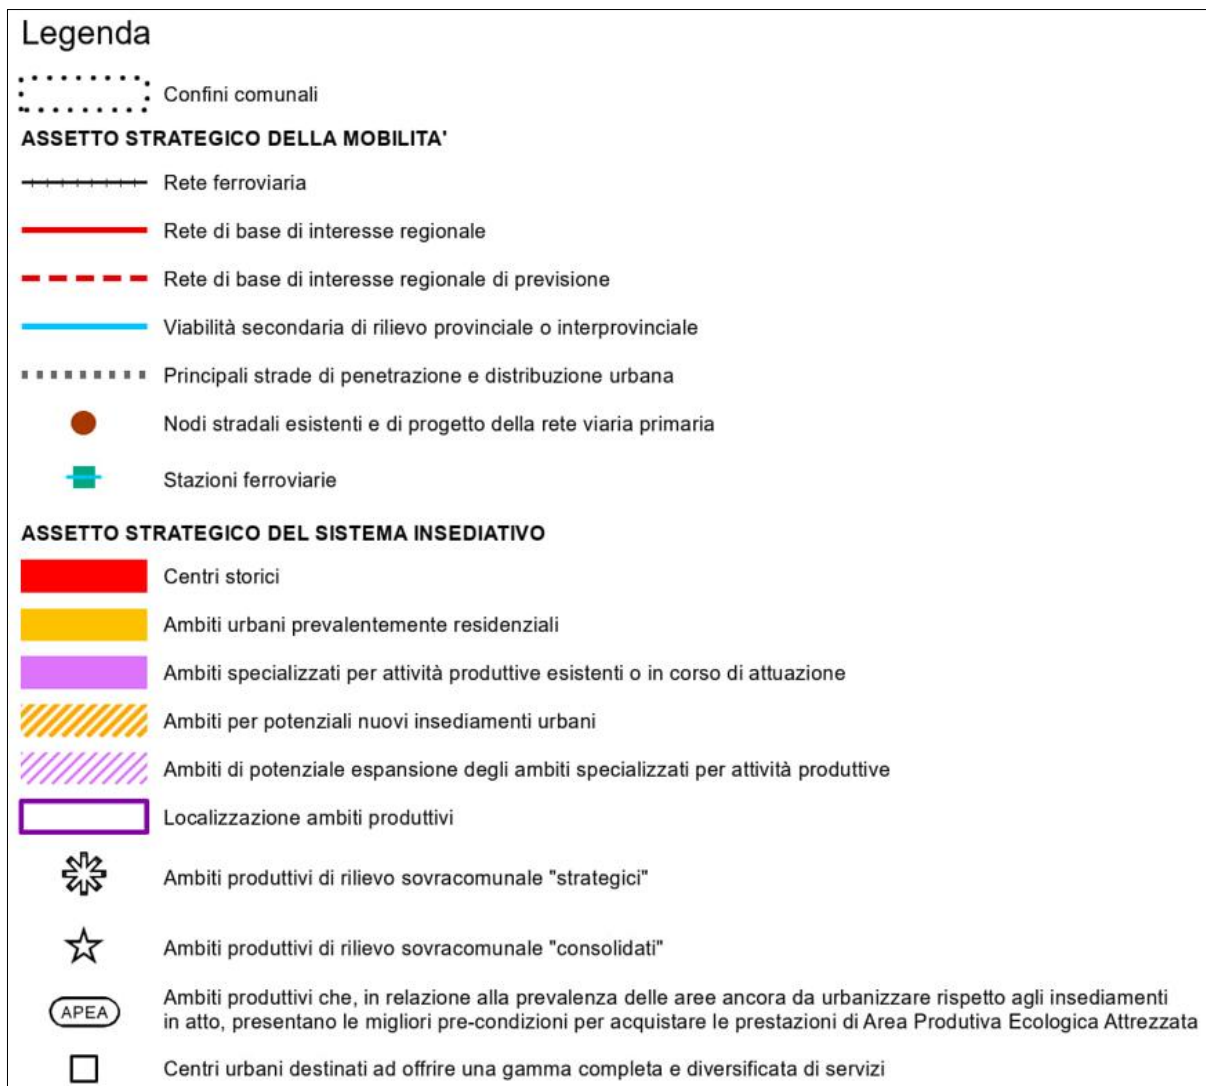 Legenda
Confini comunali
ASSETTO STRATEGICO DELLA MOBILITA'
Rete ferroviaria
Rete di base di interesse regionale
Rete di base di interesse regionale di previsione
Viabilità secondaria di rilievo provinciale o interprovinciale
Principali strade di penetrazione e distribuzione urbana
Nodi stradali esistenti e di progetto della rete viaria primaria
Stazioni ferroviarie
ASSETTO STRATEGICO DEL SISTEMA INSEDIATIVO
Centri storici
Ambiti urbani prevalentemente residenziali
Ambiti specializzati per attività produttive esistenti o in corso di attuazione
Ambiti per potenziali nuovi insediamenti urbani
Ambiti di potenziale espansione degli ambiti specializzati per attività produttive
Localizzazione ambiti produttivi
Ambiti produttivi di rilievo sovracomunale "strategici"
Ambiti produttivi di rilievo sovracomunale "consolidati"
APEA
Ambiti produttivi che, in relazione alla prevalenza delle aree ancora da urbanizzare rispetto agli insediamenti
in atto, presentano le migliori pre-condizioni per acquistare le prestazioni di Area Produtiva Ecologica Attrezzata
Centri urbani destinati ad offrire una gamma completa e diversificata di servizi